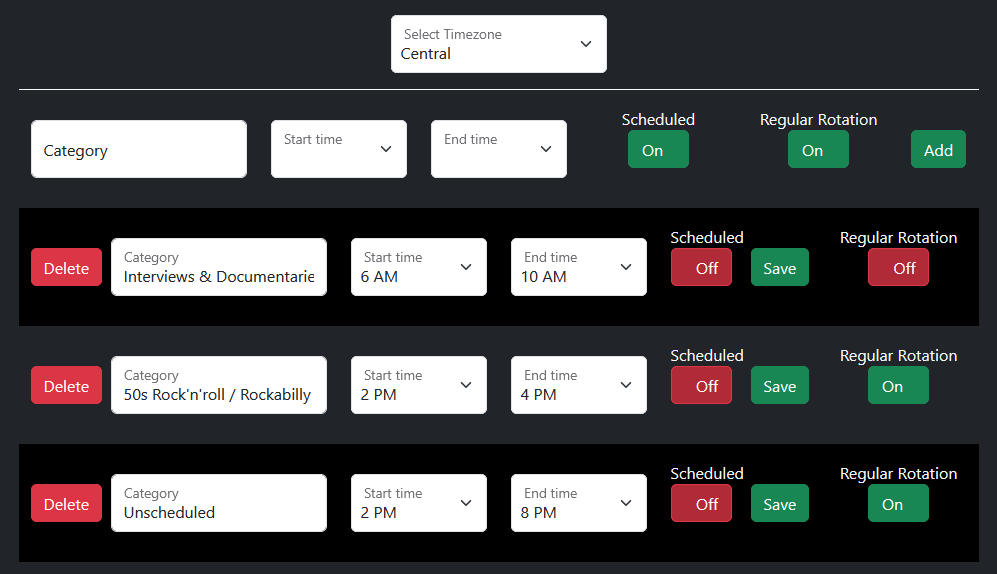 Select Timezone
Central
Scheduled Regular Rotation
Category Start time End time On On Add
Scheduled Regular Rotation
Delete Category Start time End time Off Save Off
Interviews & Documentarie 6 AM 10 AM
Scheduled Regular Rotation
Delete Category Start time End time Off Save On
50s Rock'n'roll / Rockabilly 2 PM 4 PM
Scheduled Regular Rotation
Delete Category Start time End time Off Save On
Unscheduled 2 PM 8 PM